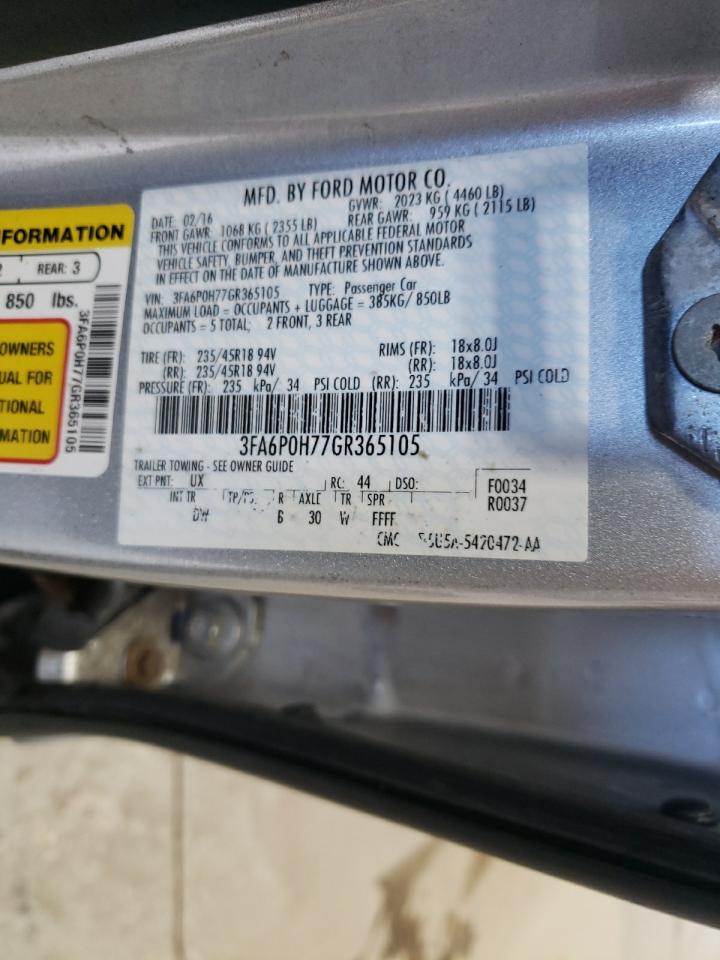 NFORMATION
2 REAR: 3
850 lbs.
OWNERS
UAL FOR
TIONAL
MATION
3FA6P0H77GR365105
MFD. BY FORD MOTOR CO.
DATE: 02/16 GVWR: 2023 KG ( 4460 LB)
FRONT GAWR: 1068 KG ( 2355 LB) REAR GAWR: 959 KG ( 2115 LB)
THIS VEHICLE CONFORMS TO ALL APPLICABLE FEDERAL MOTOR
VEHICLE SAFETY, BUMPER, AND THEFT PREVENTION STANDARDS
IN EFFECT ON THE DATE OF MANUFACTURE SHOWN ABOVE.
VIN: 3FA6P0H77GR365105 TYPE: Passenger Car
MAXIMUM LOAD = OCCUPANTS + LUGGAGE = 385KG/ 850LB
OCCUPANTS = 5 TOTAL; 2 FRONT, 3 REAR
TIRE (FR): 235/45R18 94V RIMS (FR): 18x8.0J
(RR): 235/45R18 94V (RR): 18x8.0J
PRESSURE (FR): 235 kPa/ 34 PSI COLD (RR): 235 kPa/ 34 PSI COLD
3FA6P0H77GR365105
TRAILER TOWING - SEE OWNER GUIDE
EXT PNT: UX RC: 44 DSO: F0034
INT TR R AXLE TR SPR R0037
DW 30 W FFFF
CMC